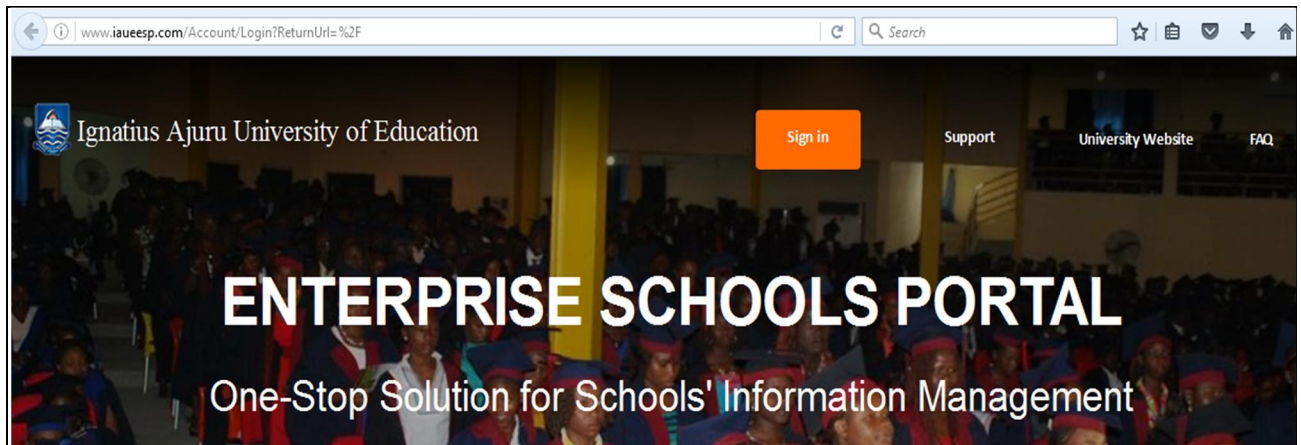 www.iaueesp.com/Account/Login?ReturnUrl=%2F
Search
Ignatius Ajuru University of Education
Sign in
Support
University Website
FAQ
ENTERPRISE SCHOOLS PORTAL
One-Stop Solution for Schools' Information Management